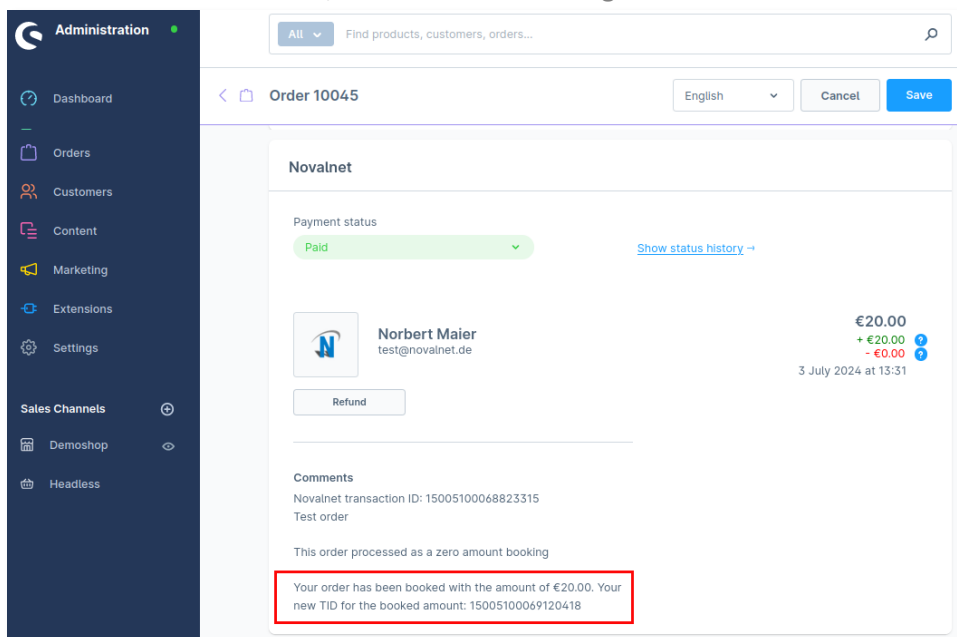 Administration
All
Find products, customers, orders...
Order 10045
English
Cancel
Save
Dashboard
Orders
Customers
Content
Marketing
Extensions
Settings
Sales Channels
Demoshop
Headless
Novalnet
Payment status
Paid
Show status history →
N
Norbert Maier
test@novalnet.de
€20.00
+ €20.00 ?
- €0.00 ?
3 July 2024 at 13:31
Refund
Comments
Novalnet transaction ID: 15005100068823315
Test order
This order processed as a zero amount booking
Your order has been booked with the amount of €20.00. Your
new TID for the booked amount: 15005100069120418